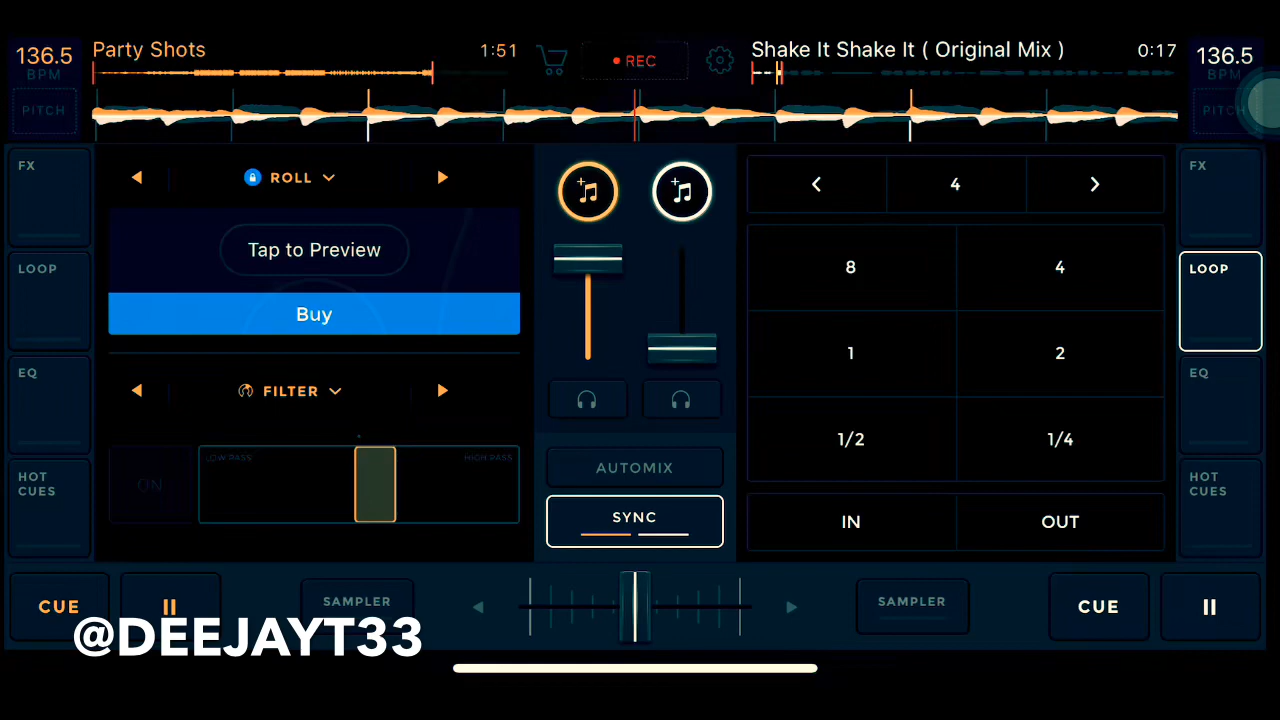 136.5
BPM
PITCH
Party Shots
1:51
REC
Shake It Shake It ( Original Mix )
0:17
136.5
BPM
PITCH
FX
LOOP
EQ
HOT
CUES
ROLL
Tap to Preview
Buy
FILTER
ON
LOW PASS
HIGH PASS
AUTOMIX
SYNC
4
8
4
1
2
1/2
1/4
IN
OUT
FX
LOOP
EQ
HOT
CUES
CUE
SAMPLER
SAMPLER
CUE
@DEEJAYT33